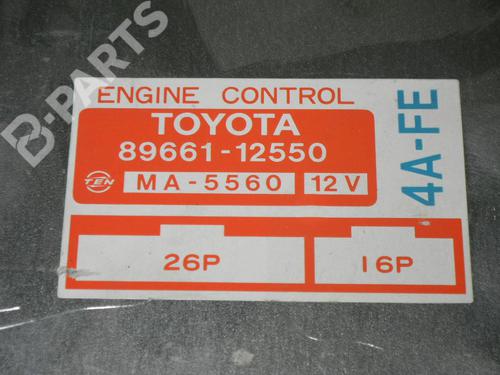 B-PARTS
ENGINE CONTROL
TOYOTA
89661-12550
TEN MA-5560 12V
4A-FE
26P
16P